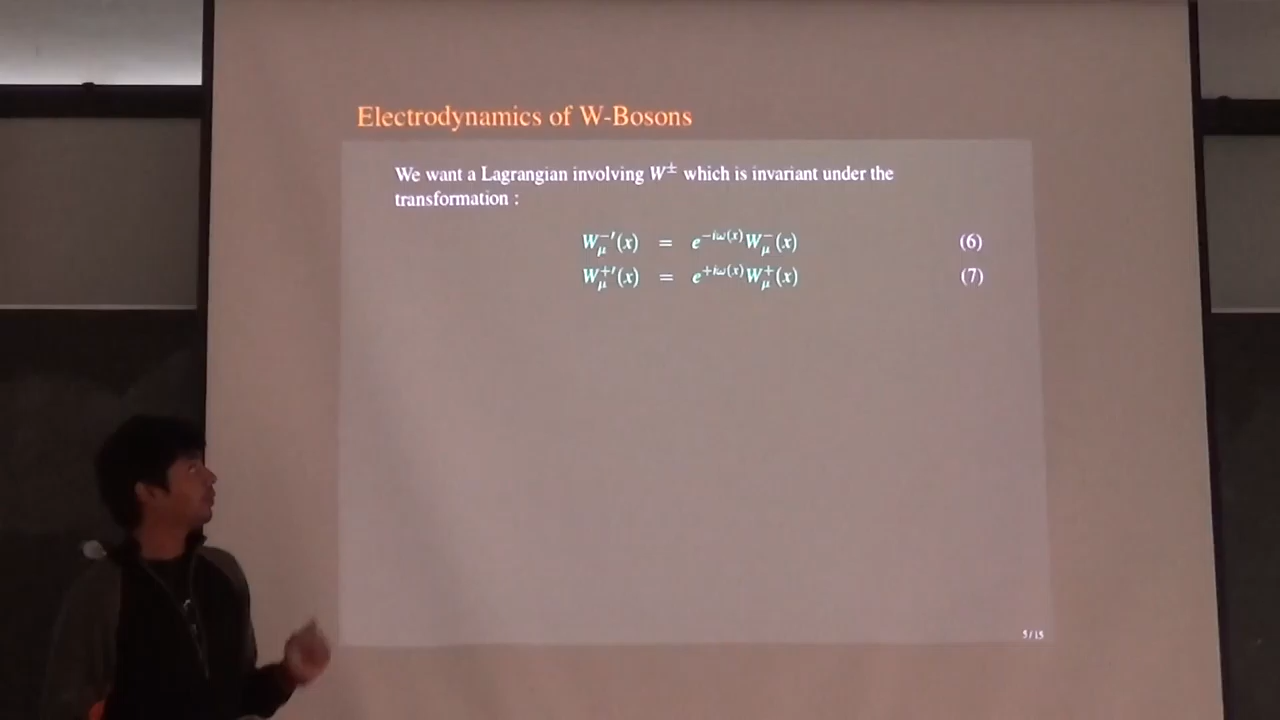 Electrodynamics of W-Bosons
We want a Lagrangian involving W± which is invariant under the
transformation :
W_μ^{-′}(x) = e^{-iω(x)}W_μ^-(x) (6)
W_μ^{+′}(x) = e^{+iω(x)}W_μ^+(x) (7)
5/15